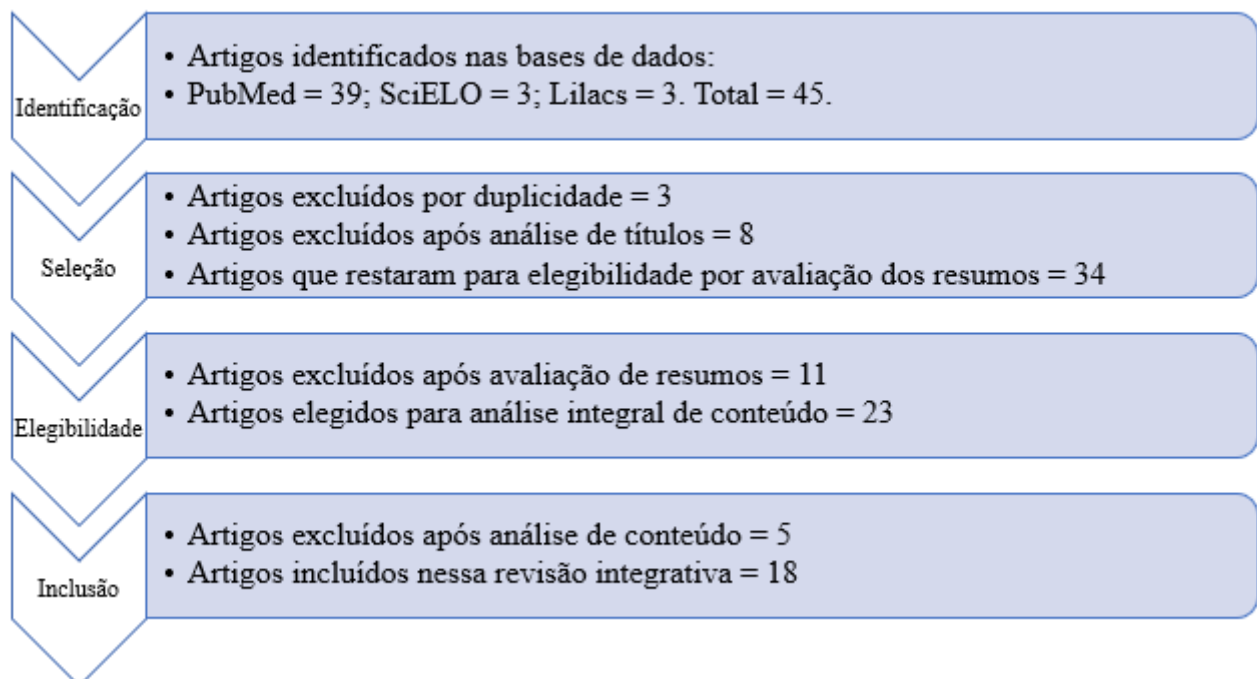 Identificação
• Artigos identificados nas bases de dados:
• PubMed = 39; SciELO = 3; Lilacs = 3. Total = 45.
Seleção
• Artigos excluídos por duplicidade = 3
• Artigos excluídos após análise de títulos = 8
• Artigos que restaram para elegibilidade por avaliação dos resumos = 34
Elegibilidade
• Artigos excluídos após avaliação de resumos = 11
• Artigos elegidos para análise integral de conteúdo = 23
Inclusão
• Artigos excluídos após análise de conteúdo = 5
• Artigos incluídos nessa revisão integrativa = 18